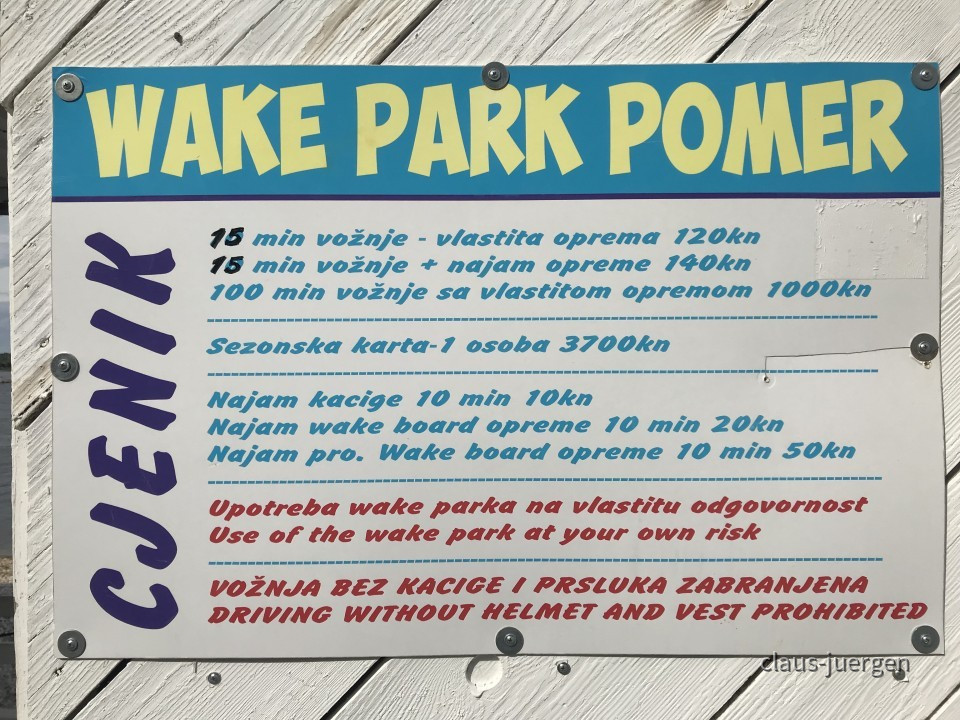 WAKE PARK POMER
CJENIK
15 min vožnje - vlastita oprema 120kn
15 min vožnje + najam opreme 140kn
100 min vožnje sa vlastitom opremom 1000kn
Sezonska karta-1 osoba 3700kn
Najam kacige 10 min 10kn
Najam wake board opreme 10 min 20kn
Najam pro. Wake board opreme 10 min 50kn
Upotreba wake parka na vlastitu odgovornost
Use of the wake park at your own risk
VOŽNJA BEZ KACIGE I PRSLUKA ZABRANJENA
DRIVING WITHOUT HELMET AND VEST PROHIBITED
claus-juergen